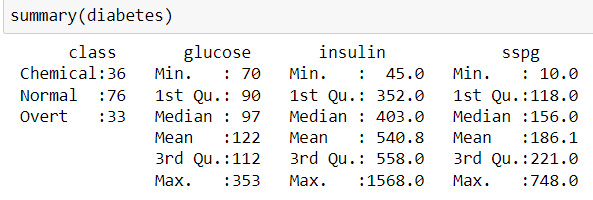 summary(diabetes)
class glucose insulin sspg
Chemical:36 Min. : 70 Min. : 45.0 Min. : 10.0
Normal :76 1st Qu.: 90 1st Qu.: 352.0 1st Qu.:118.0
Overt :33 Median : 97 Median : 403.0 Median :156.0
Mean :122 Mean : 540.8 Mean :186.1
3rd Qu.:112 3rd Qu.: 558.0 3rd Qu.:221.0
Max. :353 Max. :1568.0 Max. :748.0